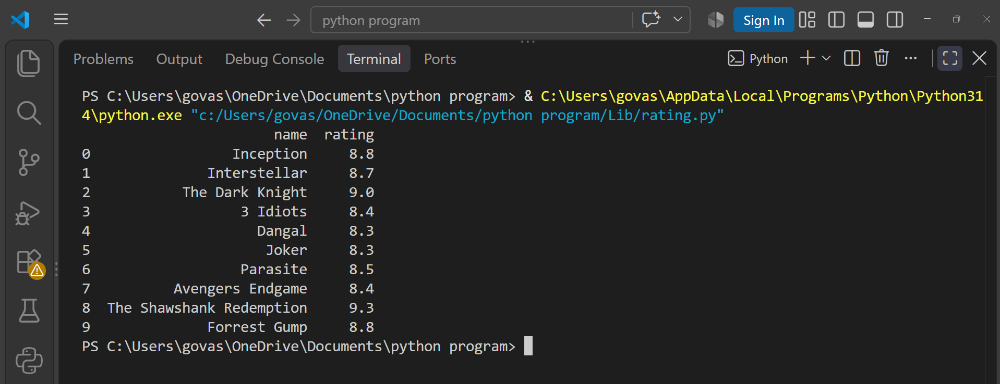 python program
Sign In
Problems Output Debug Console Terminal Ports
Python
PS C:\Users\govas\OneDrive\Documents\python program> & C:\Users\govas\AppData\Local\Programs\Python\Python31
4\python.exe "c:/Users/govas/OneDrive/Documents/python program/Lib/rating.py"
name rating
0 Inception 8.8
1 Interstellar 8.7
2 The Dark Knight 9.0
3 3 Idiots 8.4
4 Dangal 8.3
5 Joker 8.3
6 Parasite 8.5
7 Avengers Endgame 8.4
8 The Shawshank Redemption 9.3
9 Forrest Gump 8.8
PS C:\Users\govas\OneDrive\Documents\python program>